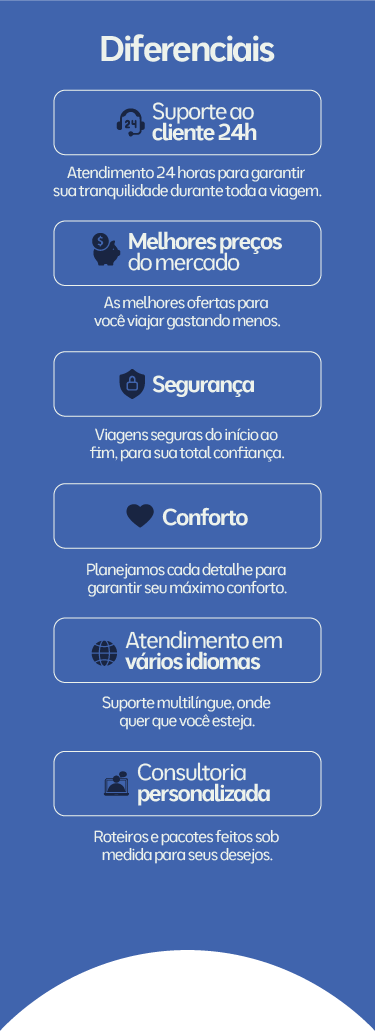 Diferenciais
Suporte ao
24
cliente 24h
Atendimento 24 horas para garantir
sua tranquilidade durante toda a viagem.
$
Melhores preços
do mercado
As melhores ofertas para
você viajar gastando menos.
Segurança
Viagens seguras do início ao
fim, para sua total confiança.
Conforto
Planejamos cada detalhe para
garantir seu máximo conforto.
Atendimento em
vários idiomas
Suporte multilíngue, onde
quer que você esteja.
Consultoria
personalizada
Roteiros e pacotes feitos sob
medida para seus desejos.